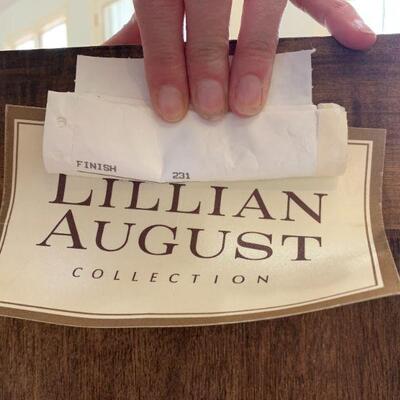 FINISH 231
LILLIAN
AUGUST
COLLECTION